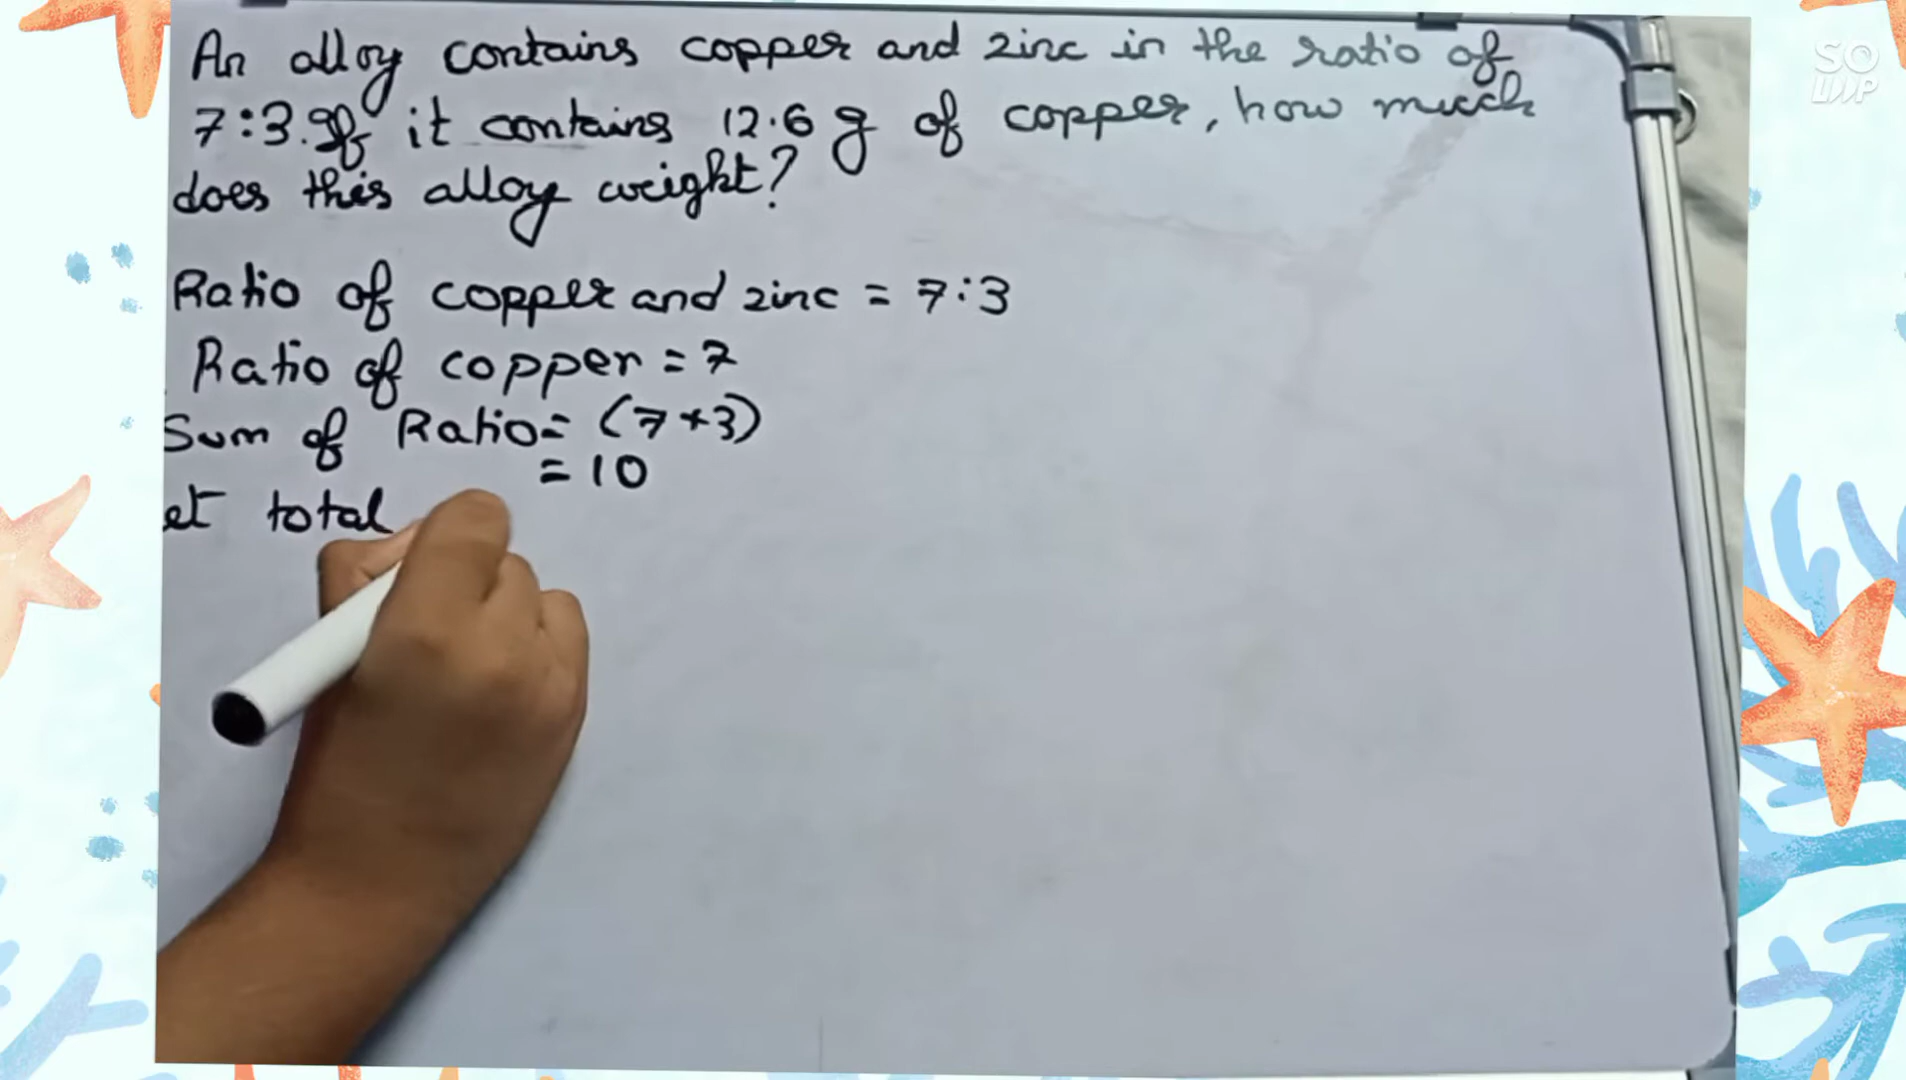 An alloy contains copper and zinc in the ratio of
7:3. If it contains 12.6 g of copper, how much
does this alloy weight?
Ratio of copper and zinc = 7:3
Ratio of copper = 7
Sum of Ratio = (7+3)
= 10
et total
SO
LOOP